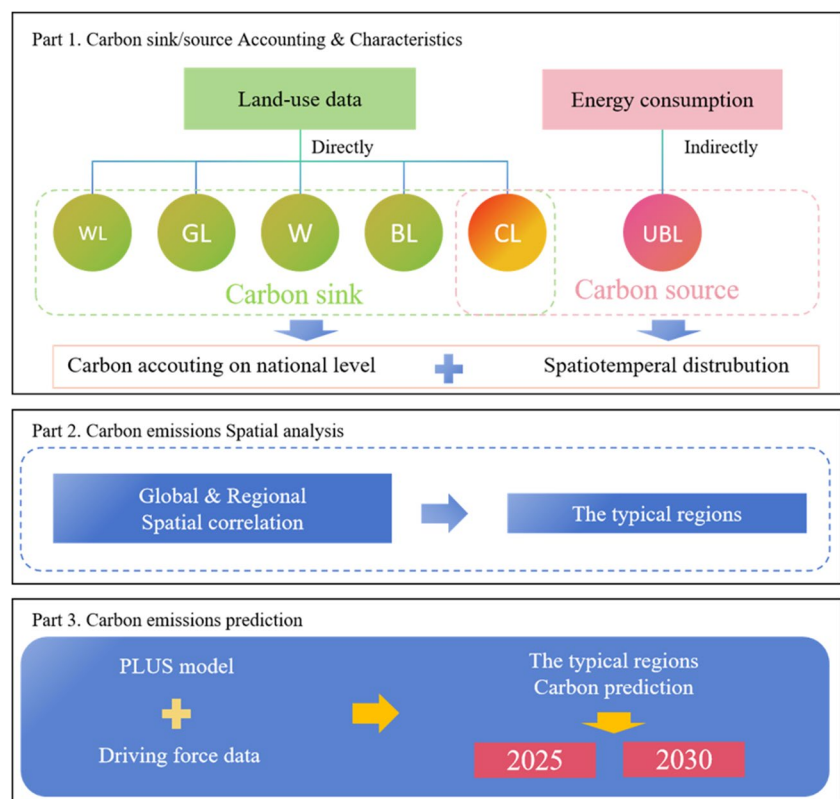 Part 1. Carbon sink/source Accounting & Characteristics
Land-use data
Energy consumption
Directly
Indirectly
WL
GL
W
BL
CL
UBL
Carbon sink
Carbon source
Carbon accouting on national level
Spatiotemperal distrubution
Part 2. Carbon emissions Spatial analysis
Global & Regional
Spatial correlation
The typical regions
Part 3. Carbon emissions prediction
PLUS model
Driving force data
The typical regions
Carbon prediction
2025
2030